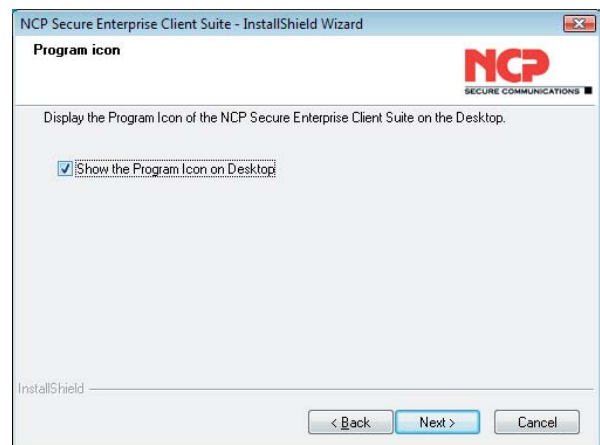 NCP Secure Enterprise Client Suite - InstallShield Wizard
Program icon
NCP
SECURE COMMUNICATIONS
Display the Program Icon of the NCP Secure Enterprise Client Suite on the Desktop.
Show the Program Icon on Desktop
InstallShield
< Back Next > Cancel